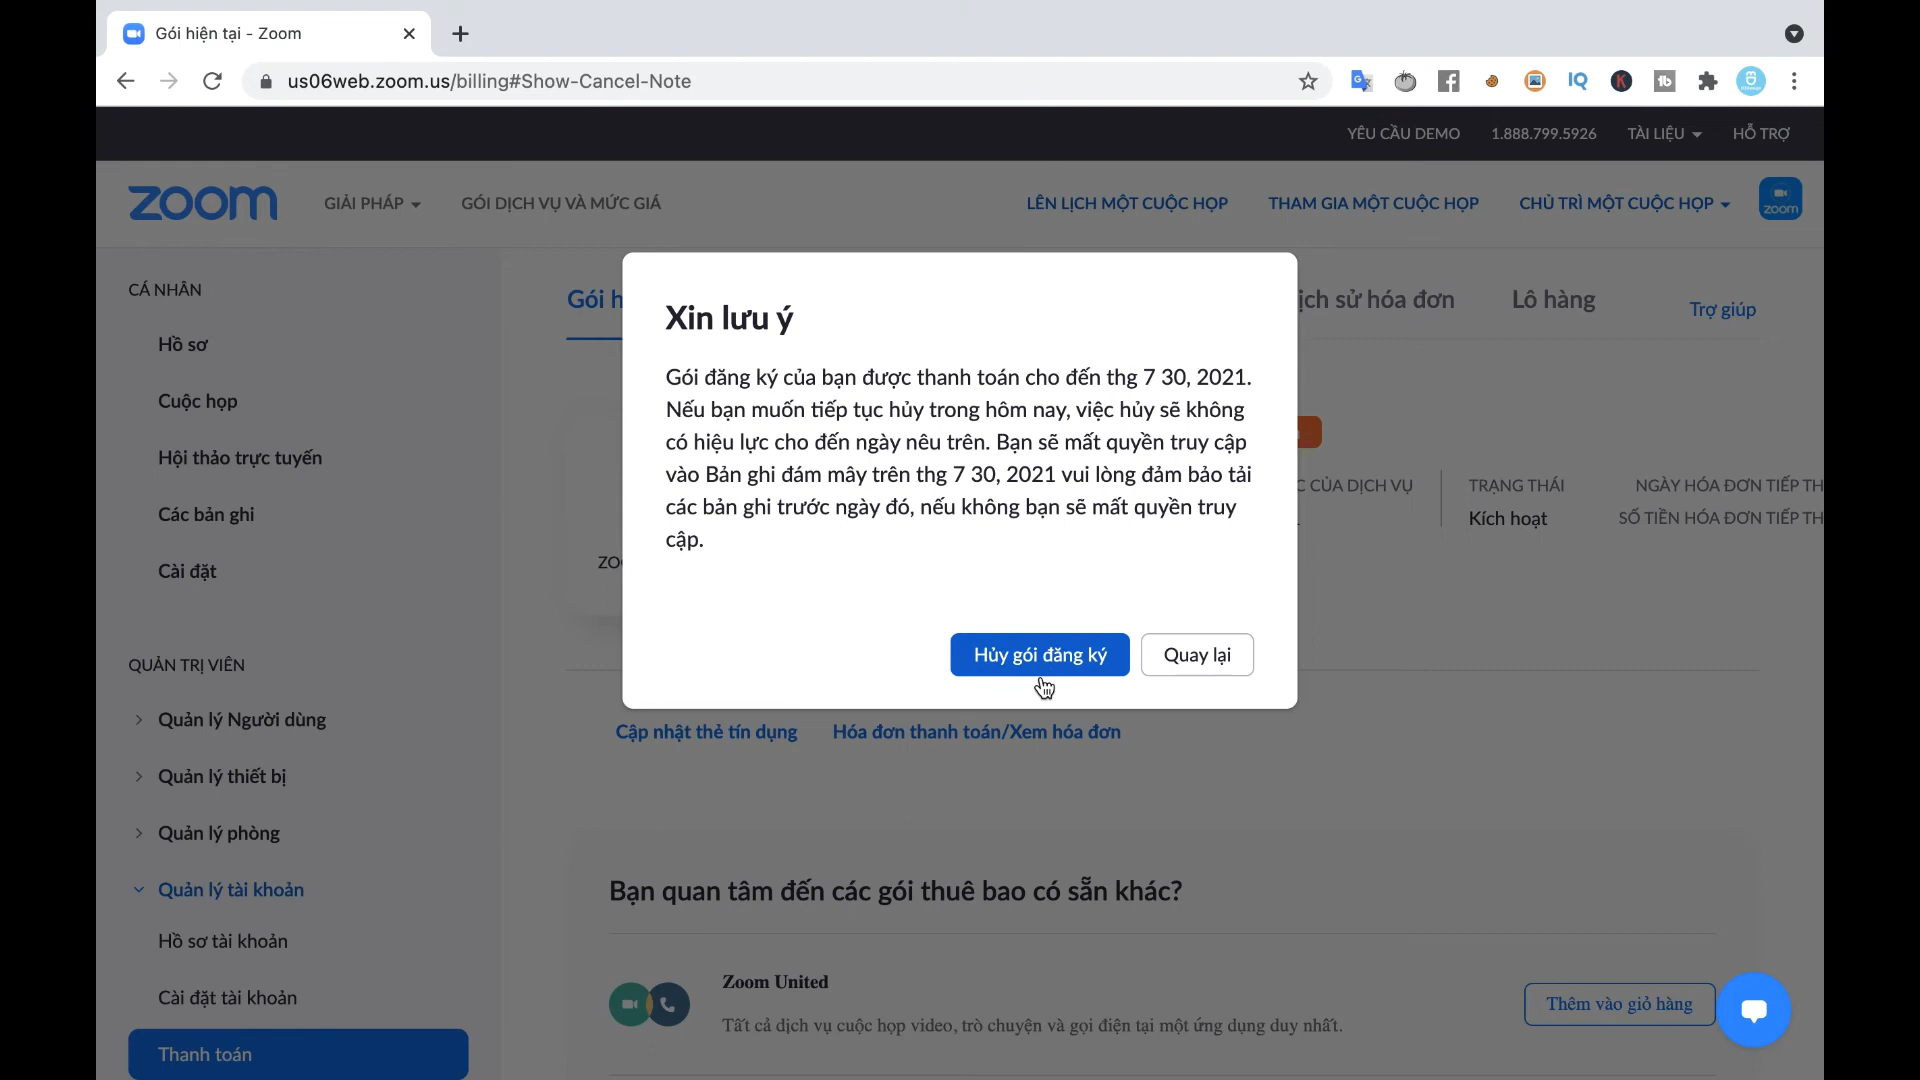 Gói hiện tại - Zoom
us06web.zoom.us/billing#Show-Cancel-Note
YÊU CẦU DEMO 1.888.799.5926 TÀI LIỆU HỖ TRỢ
zoom GIẢI PHÁP GÓI DỊCH VỤ VÀ MỨC GIÁ LÊN LỊCH MỘT CUỘC HỌP THAM GIA MỘT CUỘC HỌP CHỦ TRÌ MỘT CUỘC HỌP zoom
CÁ NHÂN
Hồ sơ
Cuộc họp
Hội thảo trực tuyến
Các bản ghi
Cài đặt
QUẢN TRỊ VIÊN
Quản lý Người dùng
Quản lý thiết bị
Quản lý phòng
Quản lý tài khoản
Hồ sơ tài khoản
Cài đặt tài khoản
Thanh toán
Gói h ịch sử hóa đơn Lô hàng Trợ giúp
Xin lưu ý
Gói đăng ký của bạn được thanh toán cho đến thg 7 30, 2021.
Nếu bạn muốn tiếp tục hủy trong hôm nay, việc hủy sẽ không
có hiệu lực cho đến ngày nêu trên. Bạn sẽ mất quyền truy cập
vào Bản ghi đám mây trên thg 7 30, 2021 vui lòng đảm bảo tải
các bản ghi trước ngày đó, nếu không bạn sẽ mất quyền truy
cập.
Hủy gói đăng ký Quay lại
C CỦA DỊCH VỤ TRẠNG THÁI NGÀY HÓA ĐƠN TIẾP TH
Kích hoạt SỐ TIỀN HÓA ĐƠN TIẾP TH
ZO
Cập nhật thẻ tín dụng Hóa đơn thanh toán/Xem hóa đơn
Bạn quan tâm đến các gói thuê bao có sẵn khác?
Zoom United
Tất cả dịch vụ cuộc họp video, trò chuyện và gọi điện tại một ứng dụng duy nhất.
Thêm vào giỏ hàng